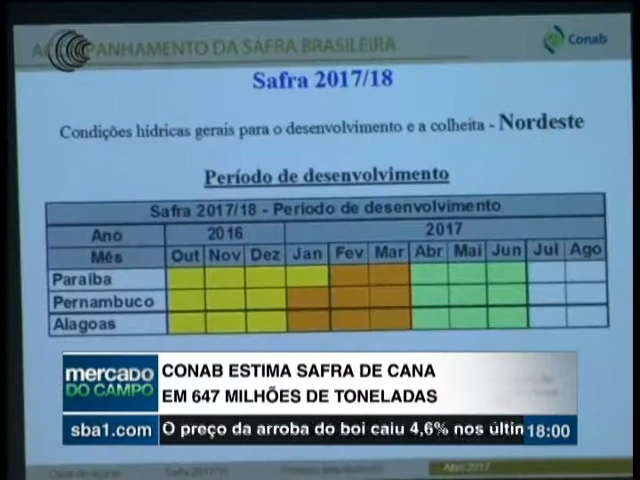 ACOMPANHAMENTO DA SAFRA BRASILEIRA
Conab
Safra 2017/18
Condições hidricas gerais para o desenvolvimento e a colheita - Nordeste
Período de desenvolvimento
Safra 2017/18 - Período de desenvolvimento
Ano 2016 2017
Mês Out Nov Dez Jan Fev Mar Abr Mai Jun Jul Ago
Paraíba
Pernambuco
Alagoas
mercado DO CAMPO
CONAB ESTIMA SAFRA DE CANA
EM 647 MILHÕES DE TONELADAS
sba1.com O preço da arroba do boi caiu 4,6% nos últin 18:00
Safra 2017/18
Abril 2017